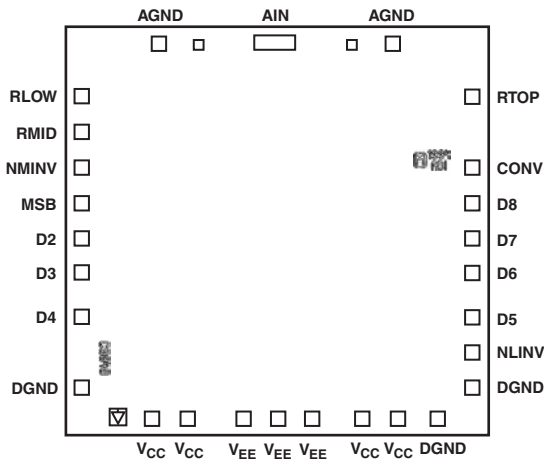 AGND AIN AGND
RLOW RTOP
RMID
NMINV CONV
MSB D8
D2 D7
D3 D6
D4 D5
NLINV
DGND DGND
VCC VCC VEE VEE VEE VCC VCC DGND